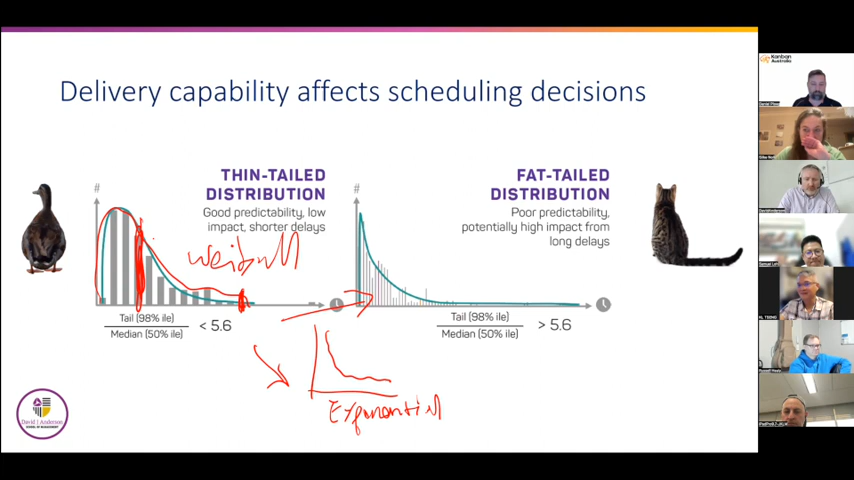 Delivery capability affects scheduling decisions
THIN-TAILED
DISTRIBUTION
Good predictability, low
impact, shorter delays
#
weibull
Tail (98% ile)
Median (50% ile)
< 5.6
FAT-TAILED
DISTRIBUTION
Poor predictability,
potentially high impact from
long delays
#
Tail (98% ile)
Median (50% ile)
> 5.6
Exponential
David J Anderson
SCHOOL OF MANAGEMENT
Kanban
Australia